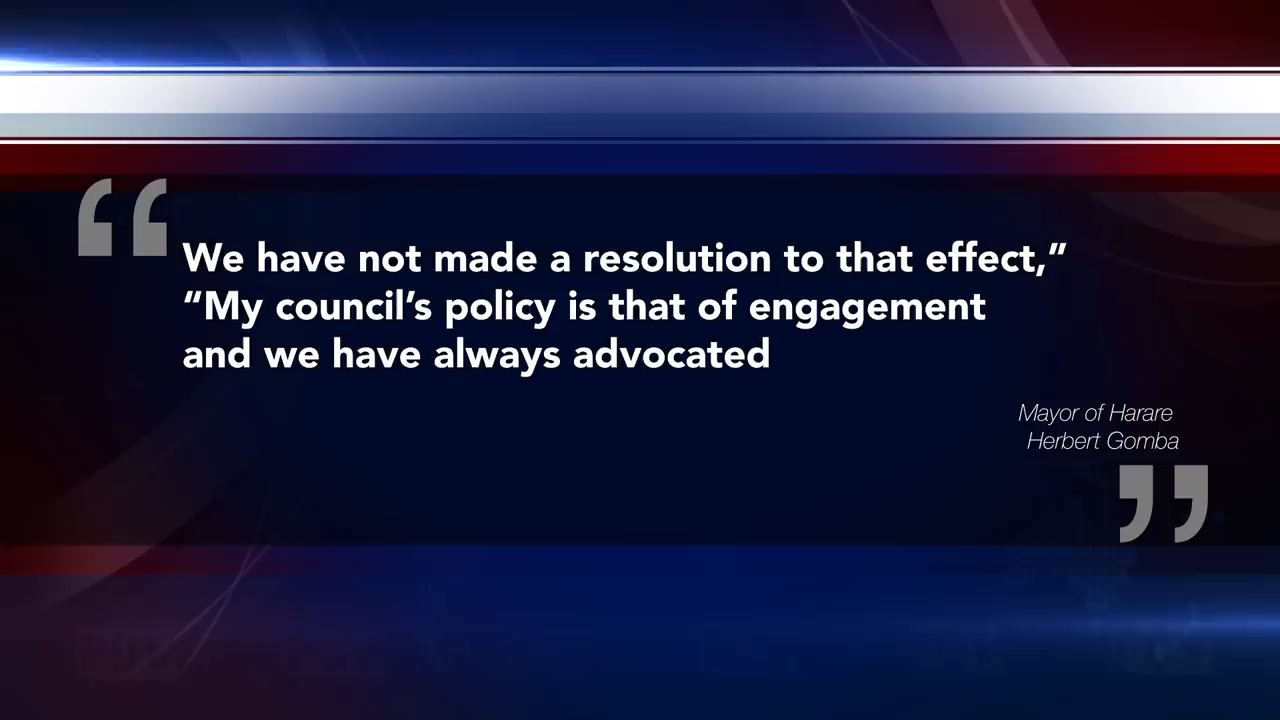 “
We have not made a resolution to that effect,”
”My council’s policy is that of engagement
and we have always advocated
Mayor of Harare
Herbert Gomba
”